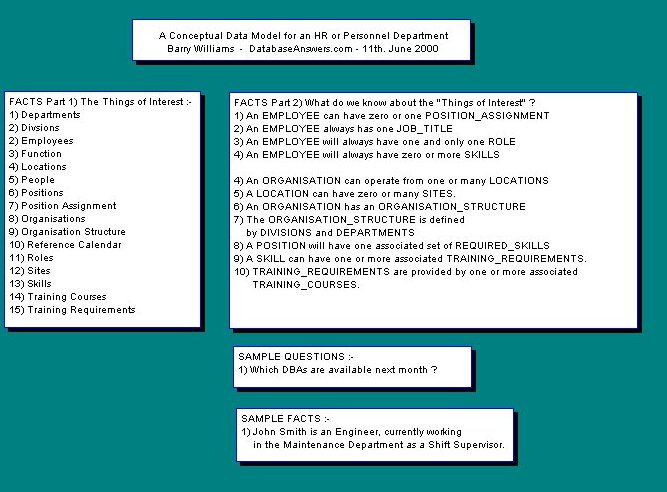 A Conceptual Data Model for an HR or Personnel Department
Barry Williams - DatabaseAnswers.com - 11th. June 2000
FACTS Part 1) The Things of Interest :-
1) Departments
2) Divsions
2) Employees
3) Function
4) Locations
5) People
6) Positions
7) Position Assignment
8) Organisations
9) Organisation Structure
10) Reference Calendar
11) Roles
12) Sites
13) Skills
14) Training Courses
15) Training Requirements
FACTS Part 2) What do we know about the "Things of Interest" ?
1) An EMPLOYEE can have zero or one POSITION_ASSIGNMENT
2) An EMPLOYEE always has one JOB_TITLE
3) An EMPLOYEE will always have one and only one ROLE
4) An EMPLOYEE will always have zero or more SKILLS
4) An ORGANISATION can operate from one or many LOCATIONS
5) A LOCATION can have zero or many SITES.
6) An ORGANISATION has an ORGANISATION_STRUCTURE
7) The ORGANISATION_STRUCTURE is defined
by DIVISIONS and DEPARTMENTS
8) A POSITION will have one associated set of REQUIRED_SKILLS
9) A SKILL can have one or more associated TRAINING_REQUIREMENTS.
10) TRAINING_REQUIREMENTS are provided by one or more associated
TRAINING_COURSES.
SAMPLE QUESTIONS :-
1) Which DBAs are available next month ?
SAMPLE FACTS :-
1) John Smith is an Engineer, currently working
in the Maintenance Department as a Shift Supervisor.